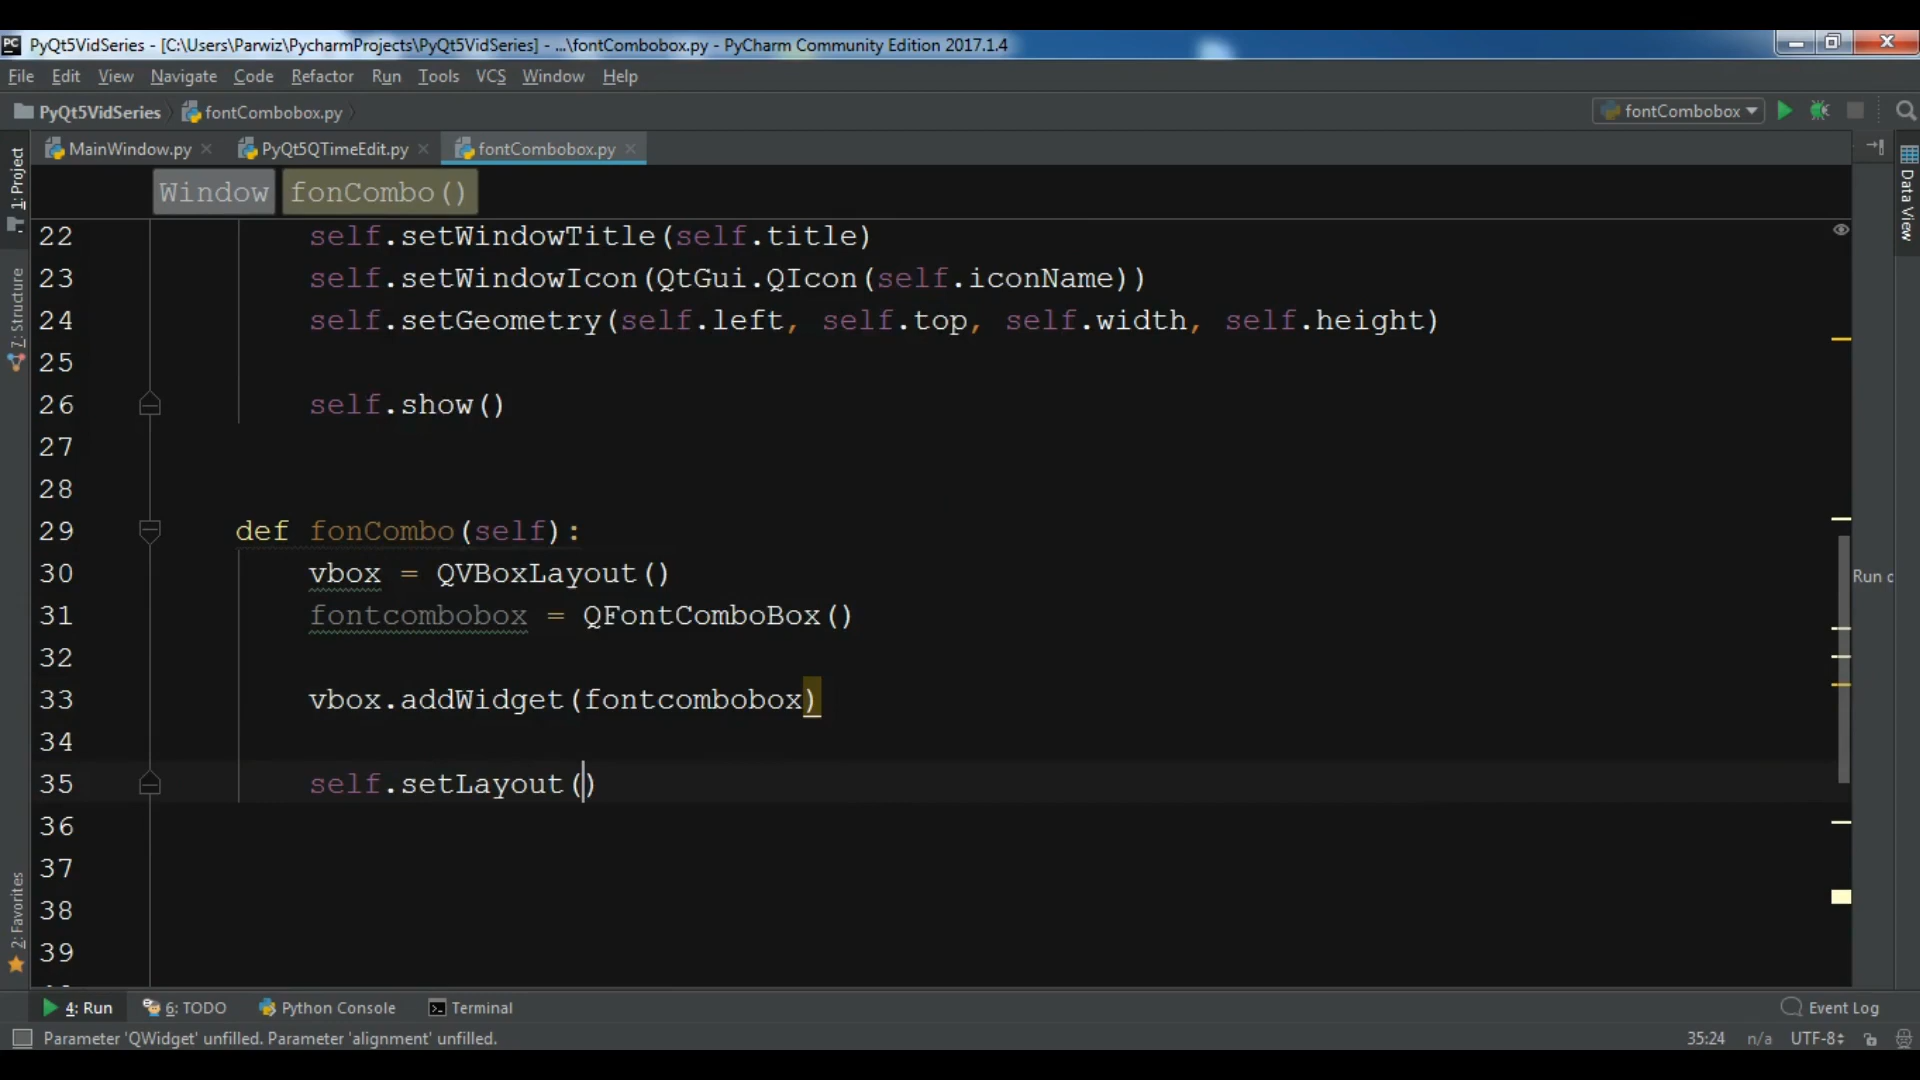 PyQt5VidSeries - [C:\Users\Parwiz\PycharmProjects\PyQt5VidSeries] - ...\fontCombobox.py - PyCharm Community Edition 2017.1.4
File Edit View Navigate Code Refactor Run Tools VCS Window Help
PyQt5VidSeries fontCombobox.py fontCombobox
MainWindow.py PyQt5QTimeEdit.py fontCombobox.py
Window fonCombo()
22 self.setWindowTitle(self.title)
23 self.setWindowIcon(QtGui.QIcon(self.iconName))
24 self.setGeometry(self.left, self.top, self.width, self.height)
25
26 self.show()
27
28
29 def fonCombo(self):
30 vbox = QVBoxLayout()
31 fontcombobox = QFontComboBox()
32
33 vbox.addWidget(fontcombobox)
34
35 self.setLayout()
36
37
38
39
1: Project
7: Structure
2: Favorites
Data View
Run c
4: Run 6: TODO Python Console Terminal Event Log
Parameter 'QWidget' unfilled. Parameter 'alignment' unfilled. 35:24 n/a UTF-8